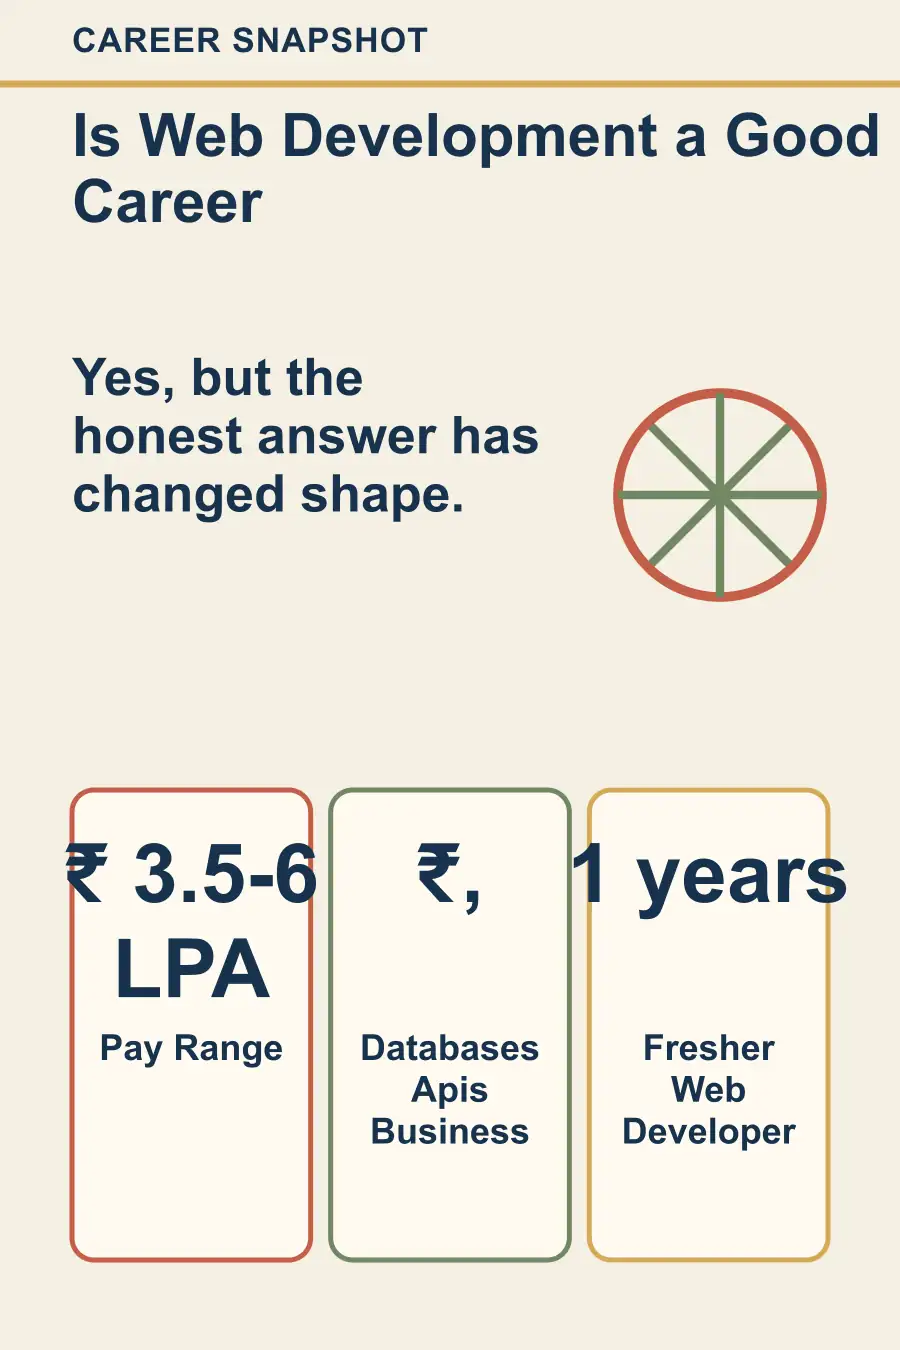 CAREER SNAPSHOT
Is Web Development a Good
Career
Yes, but the
honest answer has
changed shape.
₹ 3.5-6
LPA
Pay Range
₹,
Databases
Apis
Business
1 years
Fresher
Web
Developer